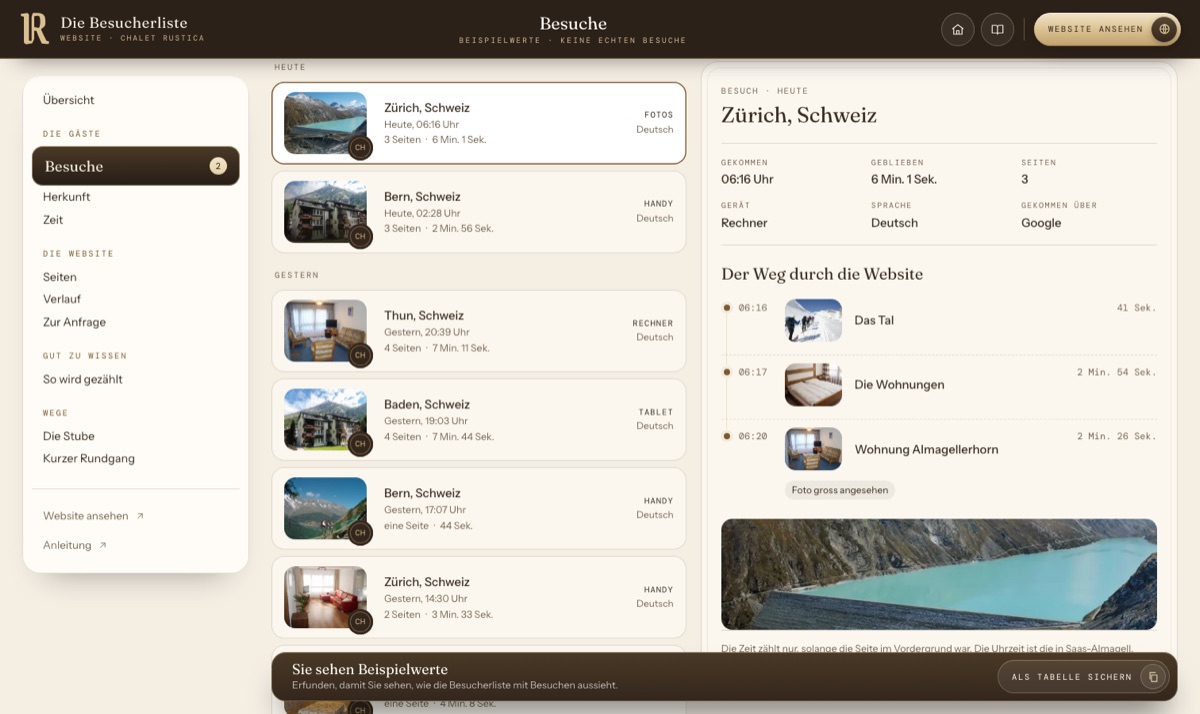 Die Besucherliste
WEBSITE · CHALET RUSTICA
Besuche
BEISPIELWERTE · KEINE ECHTEN BESUCHE
WEBSITE ANSEHEN
Übersicht
DIE GÄSTE
Besuche 2
Herkunft
Zeit
DIE WEBSITE
Seiten
Verlauf
Zur Anfrage
GUT ZU WISSEN
So wird gezählt
WEGE
Die Stube
Kurzer Rundgang
Website ansehen ↗
Anleitung ↗
HEUTE
Zürich, Schweiz
Heute, 06:16 Uhr
3 Seiten · 6 Min. 1 Sek.
CH
FOTOS
Deutsch
Bern, Schweiz
Heute, 02:28 Uhr
3 Seiten · 2 Min. 56 Sek.
CH
HANDY
Deutsch
GESTERN
Thun, Schweiz
Gestern, 20:39 Uhr
4 Seiten · 7 Min. 11 Sek.
CH
RECHNER
Deutsch
Baden, Schweiz
Gestern, 19:03 Uhr
4 Seiten · 7 Min. 44 Sek.
CH
TABLET
Deutsch
Bern, Schweiz
Gestern, 17:07 Uhr
eine Seite · 44 Sek.
CH
HANDY
Deutsch
Zürich, Schweiz
Gestern, 14:30 Uhr
2 Seiten · 3 Min. 33 Sek.
CH
HANDY
Deutsch
eine Seite · 4 Min. 8 Sek.
CH
BESUCH · HEUTE
Zürich, Schweiz
GEKOMMEN
06:16 Uhr
GEBLIEBEN
6 Min. 1 Sek.
SEITEN
3
GERÄT
Rechner
SPRACHE
Deutsch
GEKOMMEN ÜBER
Google
Der Weg durch die Website
06:16 Das Tal 41 Sek.
06:17 Die Wohnungen 2 Min. 54 Sek.
06:20 Wohnung Almagellerhorn 2 Min. 26 Sek.
Foto gross angesehen
Die Zeit zählt nur, solange die Seite im Vordergrund war. Die Uhrzeit ist die in Saas-Almagell.
Sie sehen Beispielwerte
Erfunden, damit Sie sehen, wie die Besucherliste mit Besuchen aussieht.
ALS TABELLE SICHERN